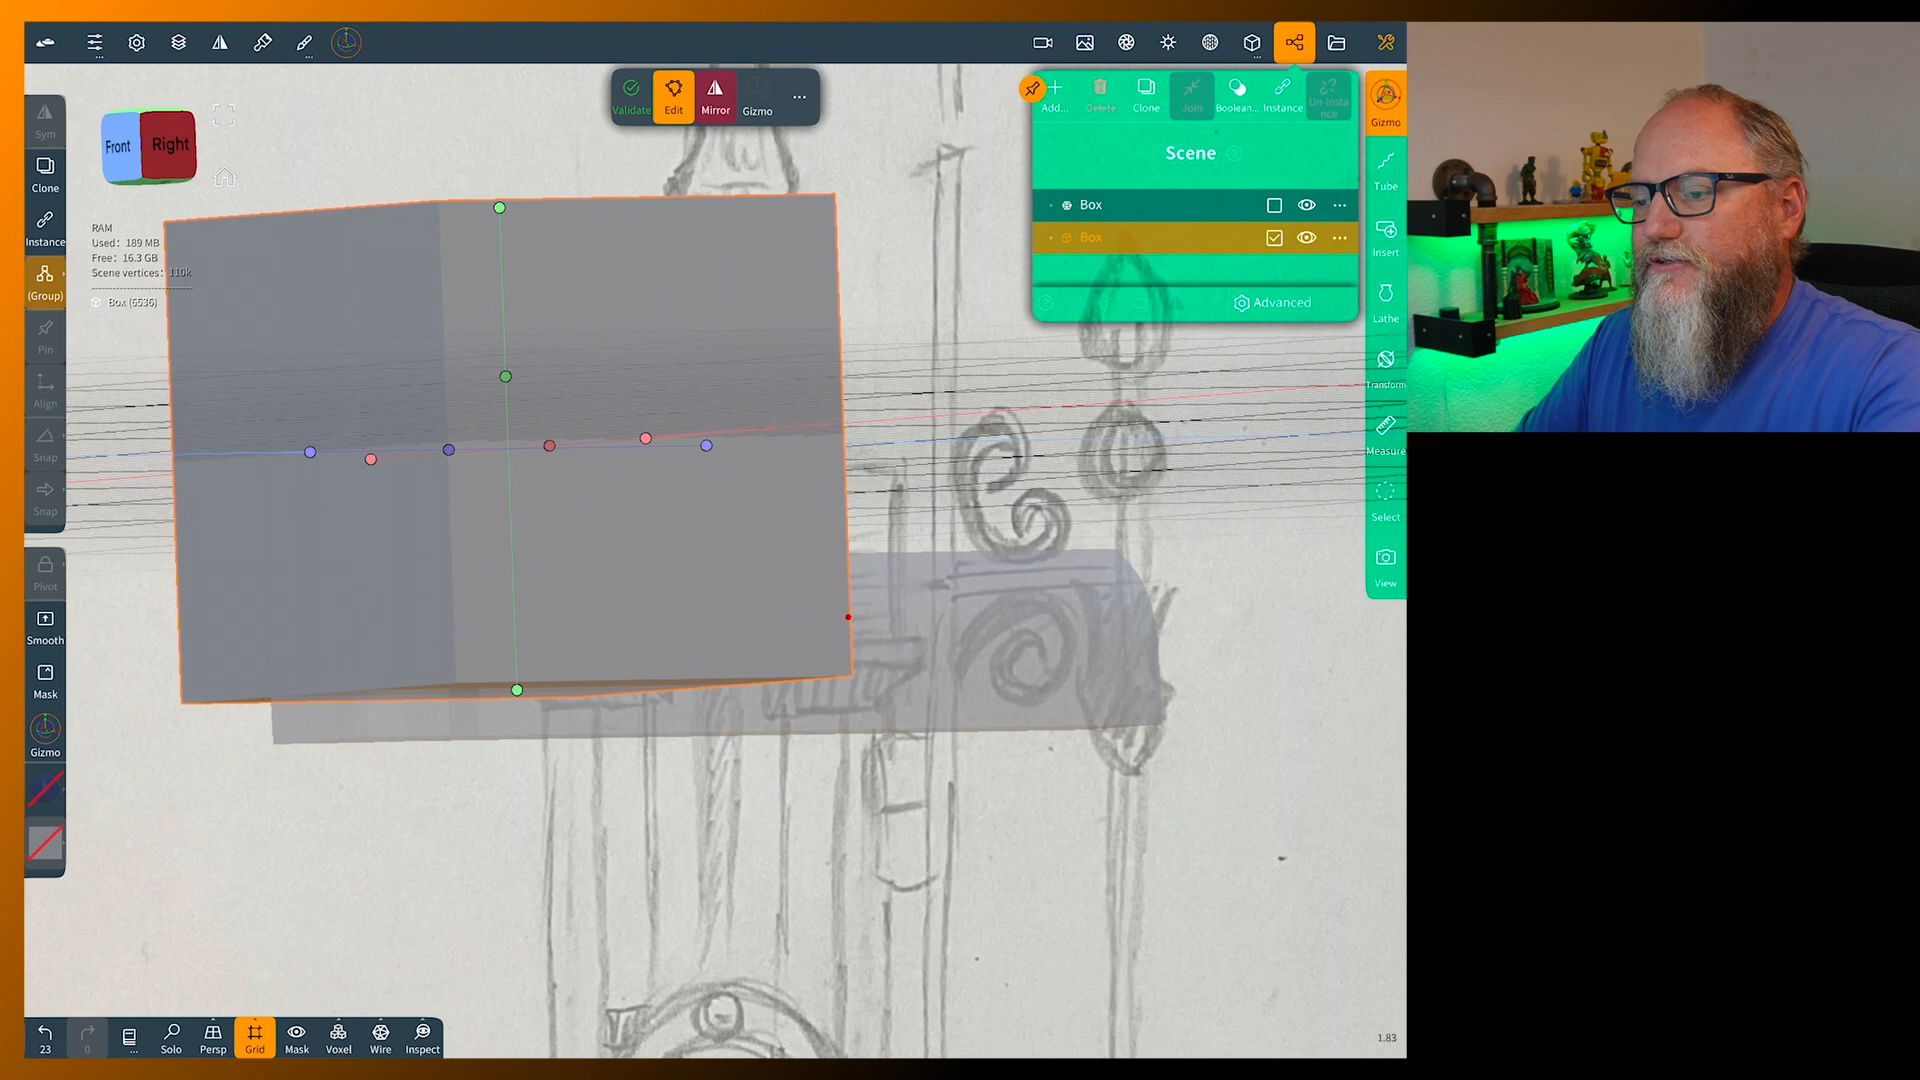 Validate
Edit
Mirror
Gizmo
...
Add...
Delete
Clone
Join
Boolean...
Instance
Un-insta
nce
Scene
Box
Box
Advanced
Front
Right
RAM
Used: 189 MB
Free: 16.3 GB
Scene vertices: 110k
Box (6536)
Sym
Clone
Instance
(Group)
Pin
Align
Snap
Snap
Pivot
Smooth
Mask
Gizmo
Gizmo
Tube
Insert
Lathe
Transform
Measure
Select
View
1.83
23
0
...
Solo
Persp
Grid
Mask
Voxel
Wire
Inspect